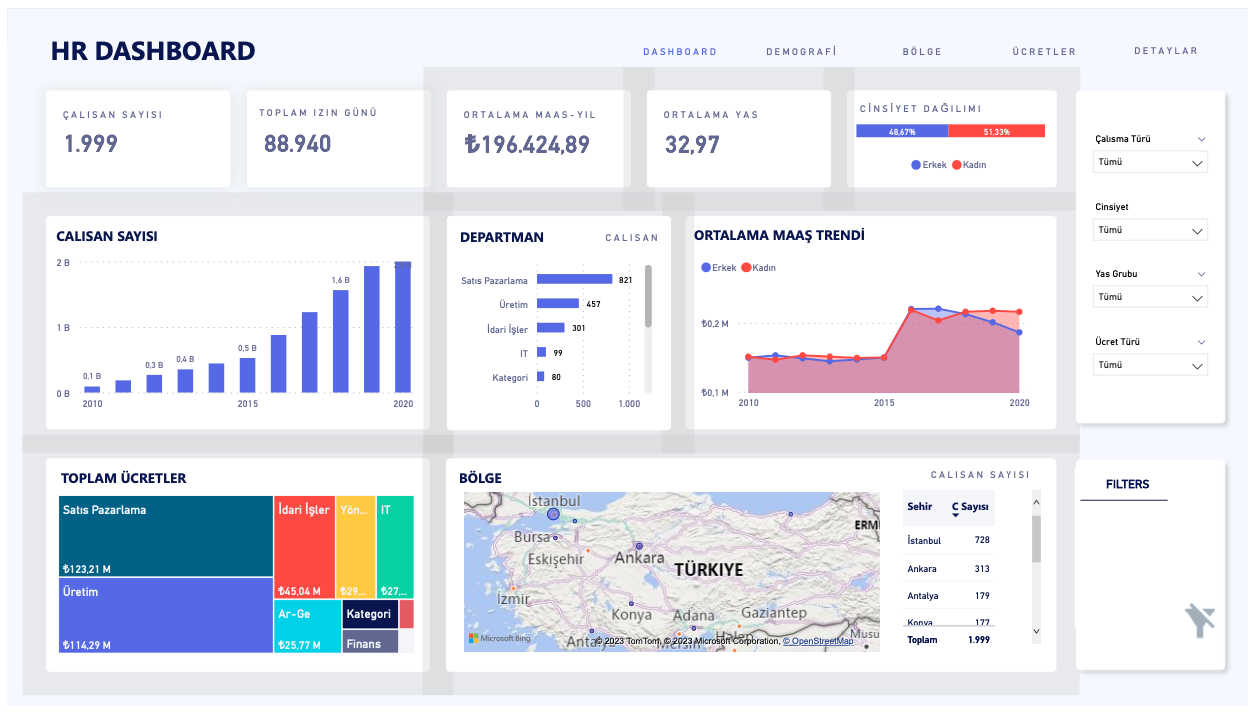 HR DASHBOARD
DASHBOARD
DEMOGRAFİ
BÖLGE
ÜCRETLER
DETAYLAR
ÇALISAN SAYISI
1.999
TOPLAM IZIN GÜNÜ
88.940
ORTALAMA MAAS-YIL
₺196.424,89
ORTALAMA YAS
32,97
CİNSİYET DAĞILIMI
48,67%
51,33%
Erkek
Kadın
Çalısma Türü
Tümü
Cinsiyet
Tümü
Yas Grubu
Tümü
Ücret Türü
Tümü
CALISAN SAYISI
2 B
1 B
0 B
0,1 B
0,3 B
0,4 B
0,5 B
1,6 B
2010
2015
2020
DEPARTMAN
CALISAN
Satıs Pazarlama
821
Üretim
457
İdari İşler
301
IT
99
Kategori
80
0
500
1.000
ORTALAMA MAAŞ TRENDİ
Erkek
Kadın
₺0,2 M
₺0,1 M
2010
2015
2020
TOPLAM ÜCRETLER
Satıs Pazarlama
₺123,21 M
Üretim
₺114,29 M
İdari İşler
₺45,04 M
Yön...
₺29,...
IT
₺27,...
Ar-Ge
₺25,77 M
Kategori
Finans
BÖLGE
CALISAN SAYISI
İstanbul
Bursa
Eskişehir
Ankara
TÜRKIYE
ERM
İzmir
Konya
Adana
Gaziantep
Antalya
Mersin
Halep
Musu
Microsoft Bing
© 2023 TomTom, © 2023 Microsoft Corporation, © OpenStreetMap
Sehir
Ç Sayısı
İstanbul
728
Ankara
313
Antalya
179
Konya
177
Toplam
1.999
FILTERS